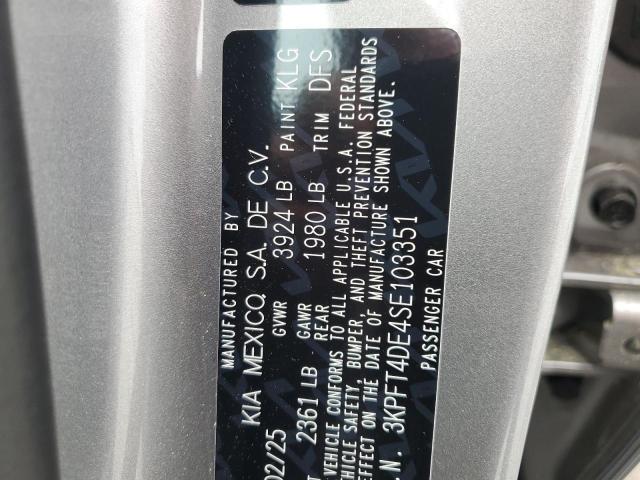 MANUFACTURED BY
KIA MEXICO, S.A. DE C.V.
02/25 GVWR 3924 LB PAINT KLG
2361 LB GAWR REAR 1980 LB TRIM DFS
VEHICLE CONFORMS TO ALL APPLICABLE U.S.A. FEDERAL
VEHICLE SAFETY, BUMPER, AND THEFT PREVENTION STANDARDS
EFFECT ON THE DATE OF MANUFACTURE SHOWN ABOVE.
.N. 3KPFT4DE4SE103351
PASSENGER CAR